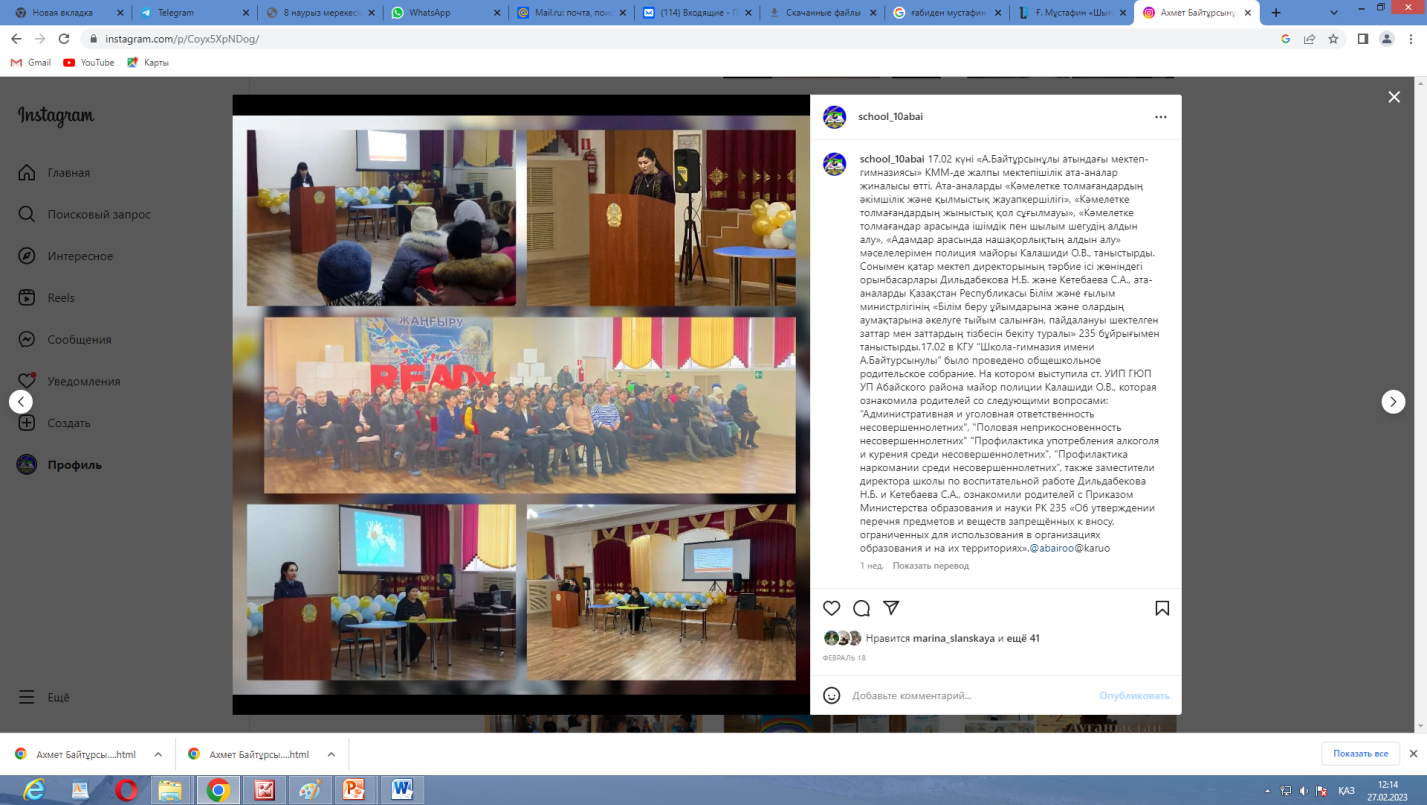 Новая вкладка
Telegram
8 наурыз мерекесі
WhatsApp
Mail.ru: почта, пои
(114) Входящие - П
Скачанные файлы
ғабиден мустафин
Ғ. Мұстафин «Шығ
Ахмет Байтұрсыну
instagram.com/p/Coyx5XpNDog/
Gmail
YouTube
Карты
Instagram
Главная
Поисковый запрос
Интересное
Reels
Сообщения
Уведомления
Создать
Профиль
Ещё
ЖАҢҒЫРУ
READY
school_10abai
school_10abai 17.02 күні «А.Байтұрсынұлы атындағы мектеп-
гимназиясы» КММ-де жалпы мектепішілік ата-аналар
жиналысы өтті. Ата-аналарды «Кәмелетке толмағандардың
әкімшілік және қылмыстық жауапкершілігі», «Кәмелетке
толмағандардың жыныстық қол сұғылмауы», «Кәмелетке
толмағандар арасында ішімдік пен шылым шегудің алдын
алу», «Адамдар арасында нашақорлықтың алдын алу»
мәселелерімен полиция майоры Калашиди О.В., таныстырды.
Сонымен қатар мектеп директорының тәрбие ісі жөніндегі
орынбасарлары Дильдабекова Н.Б. және Кетебаева С.А., ата-
аналарды Қазақстан Республикасы Білім және ғылым
министрлігінің «Білім беру ұйымдарына және олардың
аумақтарына әкелуге тыйым салынған, пайдалануы шектелген
заттар мен заттардың тізбесін бекіту туралы» 235 бұйрығымен
таныстырды.17.02 в КГУ "Школа-гимназия имени
А.Байтурсынулы" было проведено общешкольное
родительское собрание. На котором выступила ст. УИП ГЮП
УП Абайского района майор полиции Калашиди О.В., которая
ознакомила родителей со следующими вопросами:
"Административная и уголовная ответственность
несовершеннолетних", "Половая неприкосновенность
несовершеннолетних" "Профилактика употребления алкоголя
и курения среди несовершеннолетних", "Профилактика
наркомании среди несовершеннолетних", также заместители
директора школы по воспитательной работе Дильдабекова
Н.Б. и Кетебаева С.А., ознакомили родителей с Приказом
Министерства образования и науки РК 235 «Об утверждении
перечня предметов и веществ запрещённых к вносу,
ограниченных для использования в организациях
образования и на их территориях».@abairoo@karuo
1 нед. Показать перевод
Нравится marina_slanskaya и ещё 41
ФЕВРАЛЬ 18
Добавьте комментарий...
Опубликовать
Ахмет Байтұрсы....html
Ахмет Байтұрсы....html
Показать все
ҚАЗ
12:14
27.02.2023